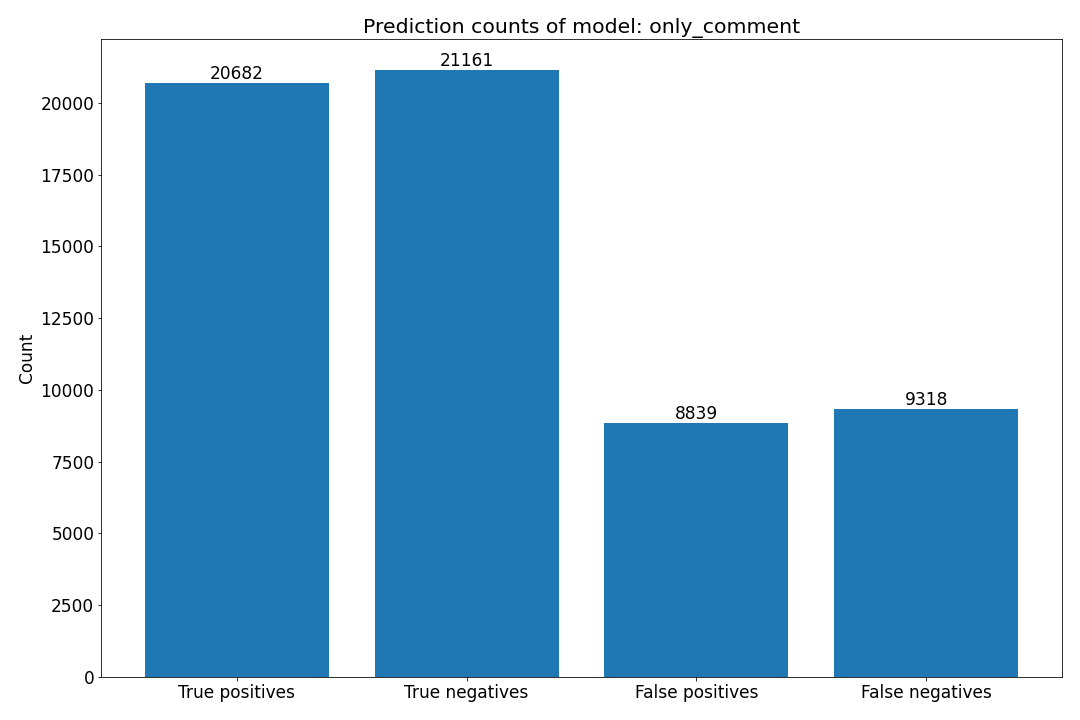 Prediction counts of model: only_comment
20682
21161
8839
9318
Count
20000
17500
15000
12500
10000
7500
5000
2500
0
True positives
True negatives
False positives
False negatives